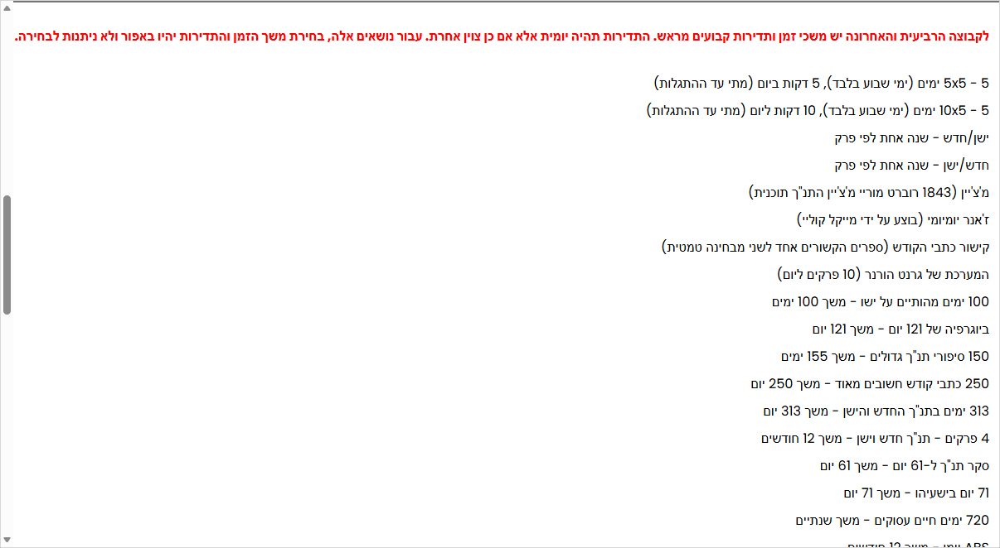 לקבוצה הרביעית והאחרונה יש משכי זמן ותדירות קבועים מראש. התדירות תהיה יומית אלא אם כן צוין אחרת. עבור נושאים אלה, בחירת משך הזמן והתדירות יהיו באפור ולא ניתנות לבחירה.
5x5 - 5 ימים (ימי שבוע בלבד), 5 דקות ביום (מתי עד ההתגלות)
10x5 - 5 ימים (ימי שבוע בלבד), 10 דקות ליום (מתי עד ההתגלות)
ישן/חדש - שנה אחת לפי פרק
חדש/ישן - שנה אחת לפי פרק
מ'צ'יין (1843 רוברט מוריי מ'צ'יין התנ"ך תוכנית)
ז'אנר יומיומי (בוצע על ידי מייקל קוליי)
קישור כתבי הקודש (ספרים הקשורים אחד לשני מבחינה טמטית)
המערכת של גרנט הורנר (10 פרקים ליום)
100 ימים מהותיים על ישו - משך 100 ימים
ביוגרפיה של 121 יום - משך 121 יום
150 סיפורי תנ"ך גדולים - משך 155 ימים
250 כתבי קודש חשובים מאוד - משך 250 יום
313 ימים בתנ"ך החדש והישן - משך 313 יום
4 פרקים - תנ"ך חדש וישן - משך 12 חודשים
סקר תנ"ך ל-61 יום - משך 61 יום
71 יום בישעיהו - משך 71 יום
720 ימים חיים עסוקים - משך שנתיים
ABS יומי - משך 12 חודשים